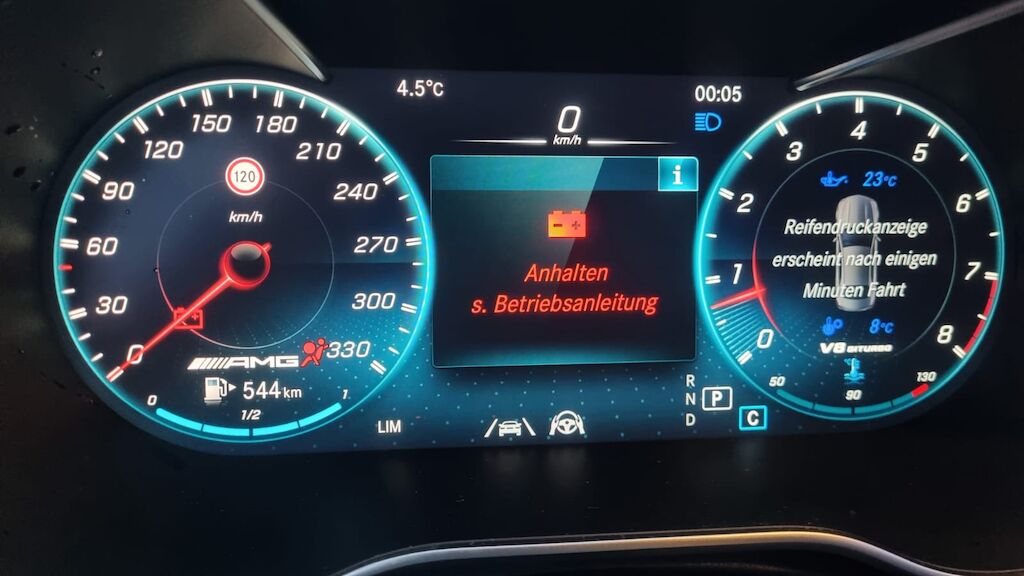 4.5°C
00:05
0
km/h
i
Anhalten
s. Betriebsanleitung
0
30
60
90
120
150
180
210
240
270
300
330
120
km/h
AMG
544 km
0
1/2
1
LIM
R
N
D
P
C
0
1
2
3
4
5
6
7
8
23°C
Reifendruckanzeige
erscheint nach einigen
Minuten Fahrt
8°C
V8 BITURBO
50
90
130